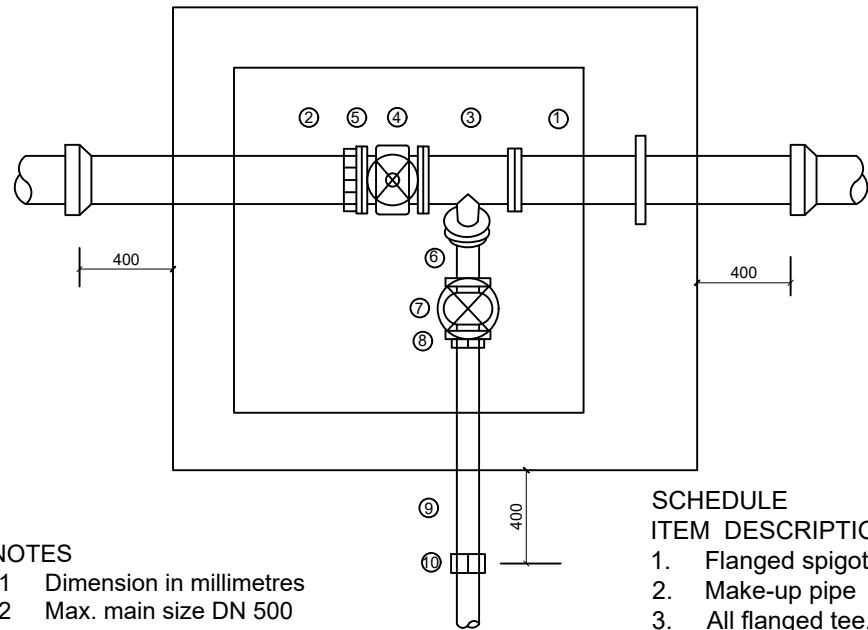 ② ⑤ ④ ③ ①
400
400
⑥
⑦
⑧
⑨
400
⑩
NOTES
1 Dimension in millimetres
2 Max. main size DN 500
SCHEDULE
ITEM
1. Flanged spigot
2. Make-up pipe
3. All flanged tee